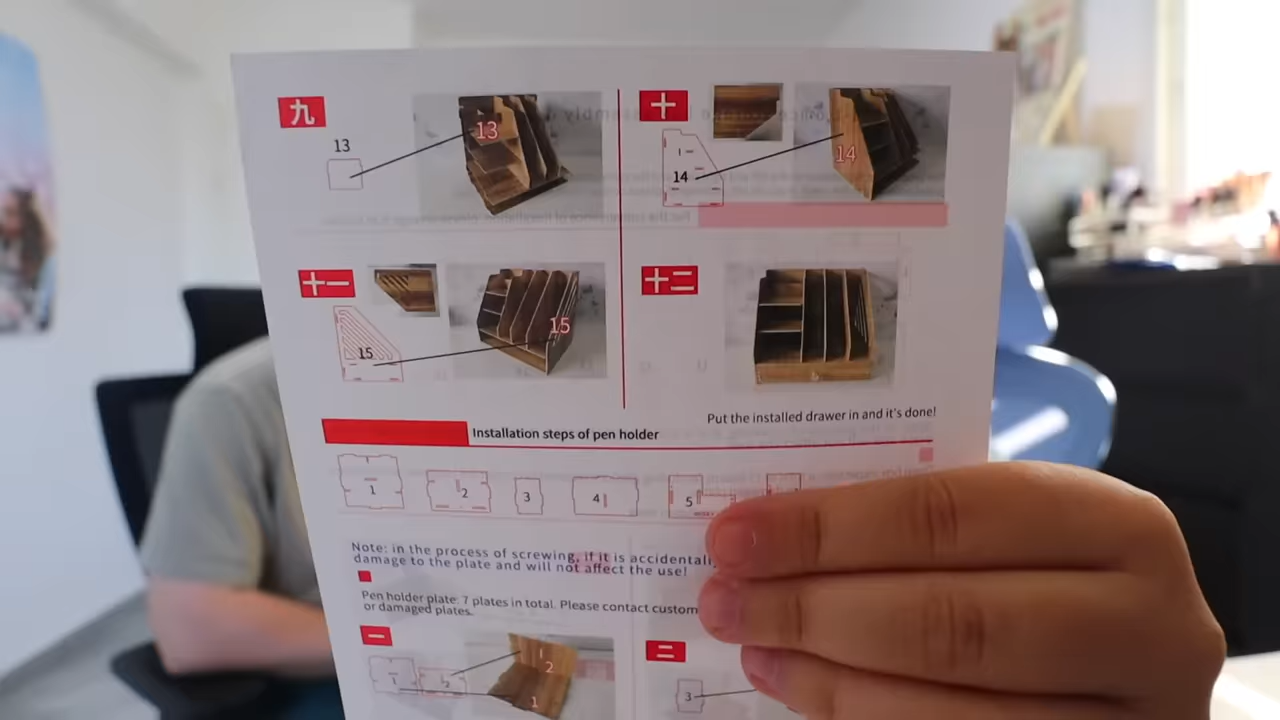 九
13
13
十
14
14
十一
15
15
十二
Put the installed drawer in and it's done!
Installation steps of pen holder
1
2
3
4
5
Note: in the process of screwing, if it is
damage to the plate and will not affect the use!
Pen holder plate: 7 plates in total. Please contact
or damaged plates.
一
1
2
2
1
二
3